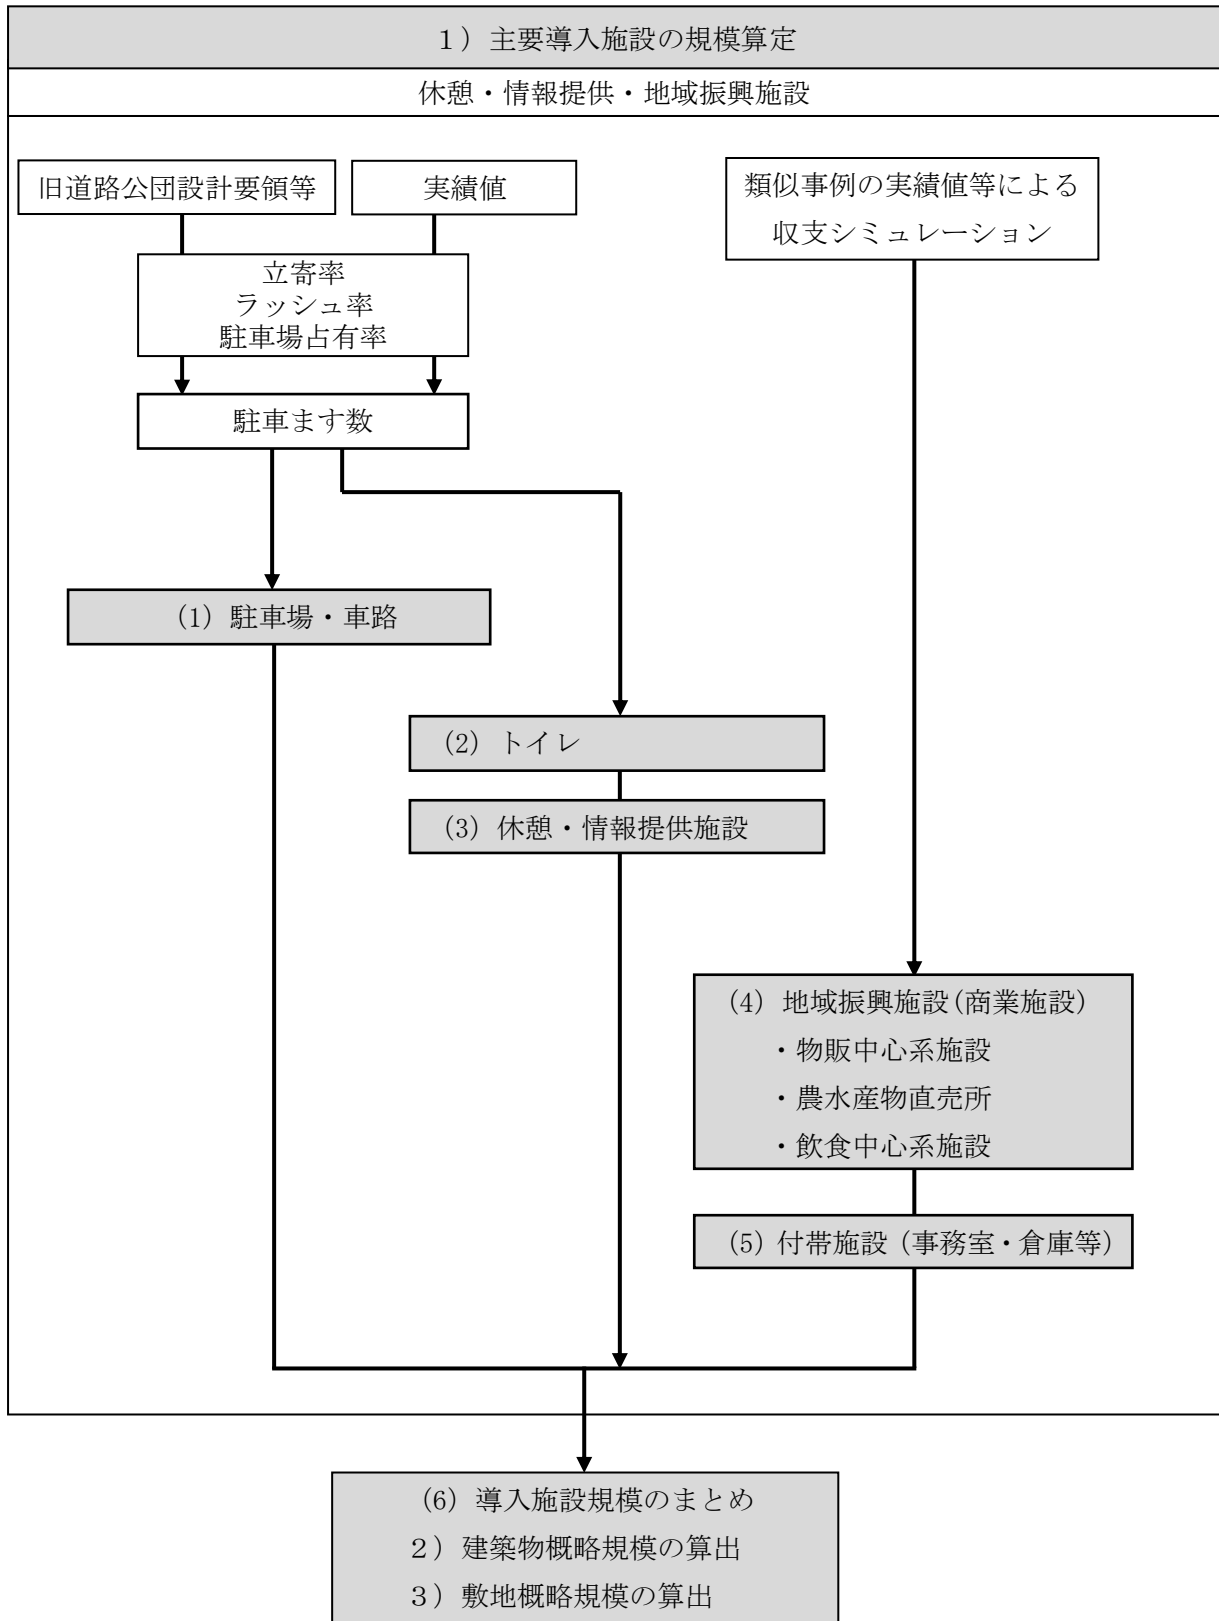 １）主要導入施設の規模算定
休憩・情報提供・地域振興施設
旧道路公団設計要領等
実績値
類似事例の実績値等による
収支シミュレーション
立寄率
ラッシュ率
駐車場占有率
駐車ます数
(1) 駐車場・車路
(2) トイレ
(3) 休憩・情報提供施設
(4) 地域振興施設(商業施設)
・物販中心系施設
・農水産物直売所
・飲食中心系施設
(5) 付帯施設（事務室・倉庫等）
(6) 導入施設規模のまとめ
２）建築物概略規模の算出
３）敷地概略規模の算出